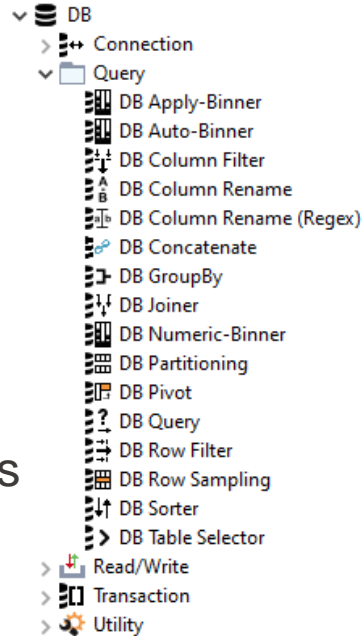 DB
Connection
Query
DB Apply-Binner
DB Auto-Binner
DB Column Filter
DB Column Rename
DB Column Rename (Regex)
DB Concatenate
DB GroupBy
DB Joiner
DB Numeric-Binner
DB Partitioning
DB Pivot
DB Query
DB Row Filter
s
DB Row Sampling
DB Sorter
DB Table Selector
Read/Write
Transaction
Utility